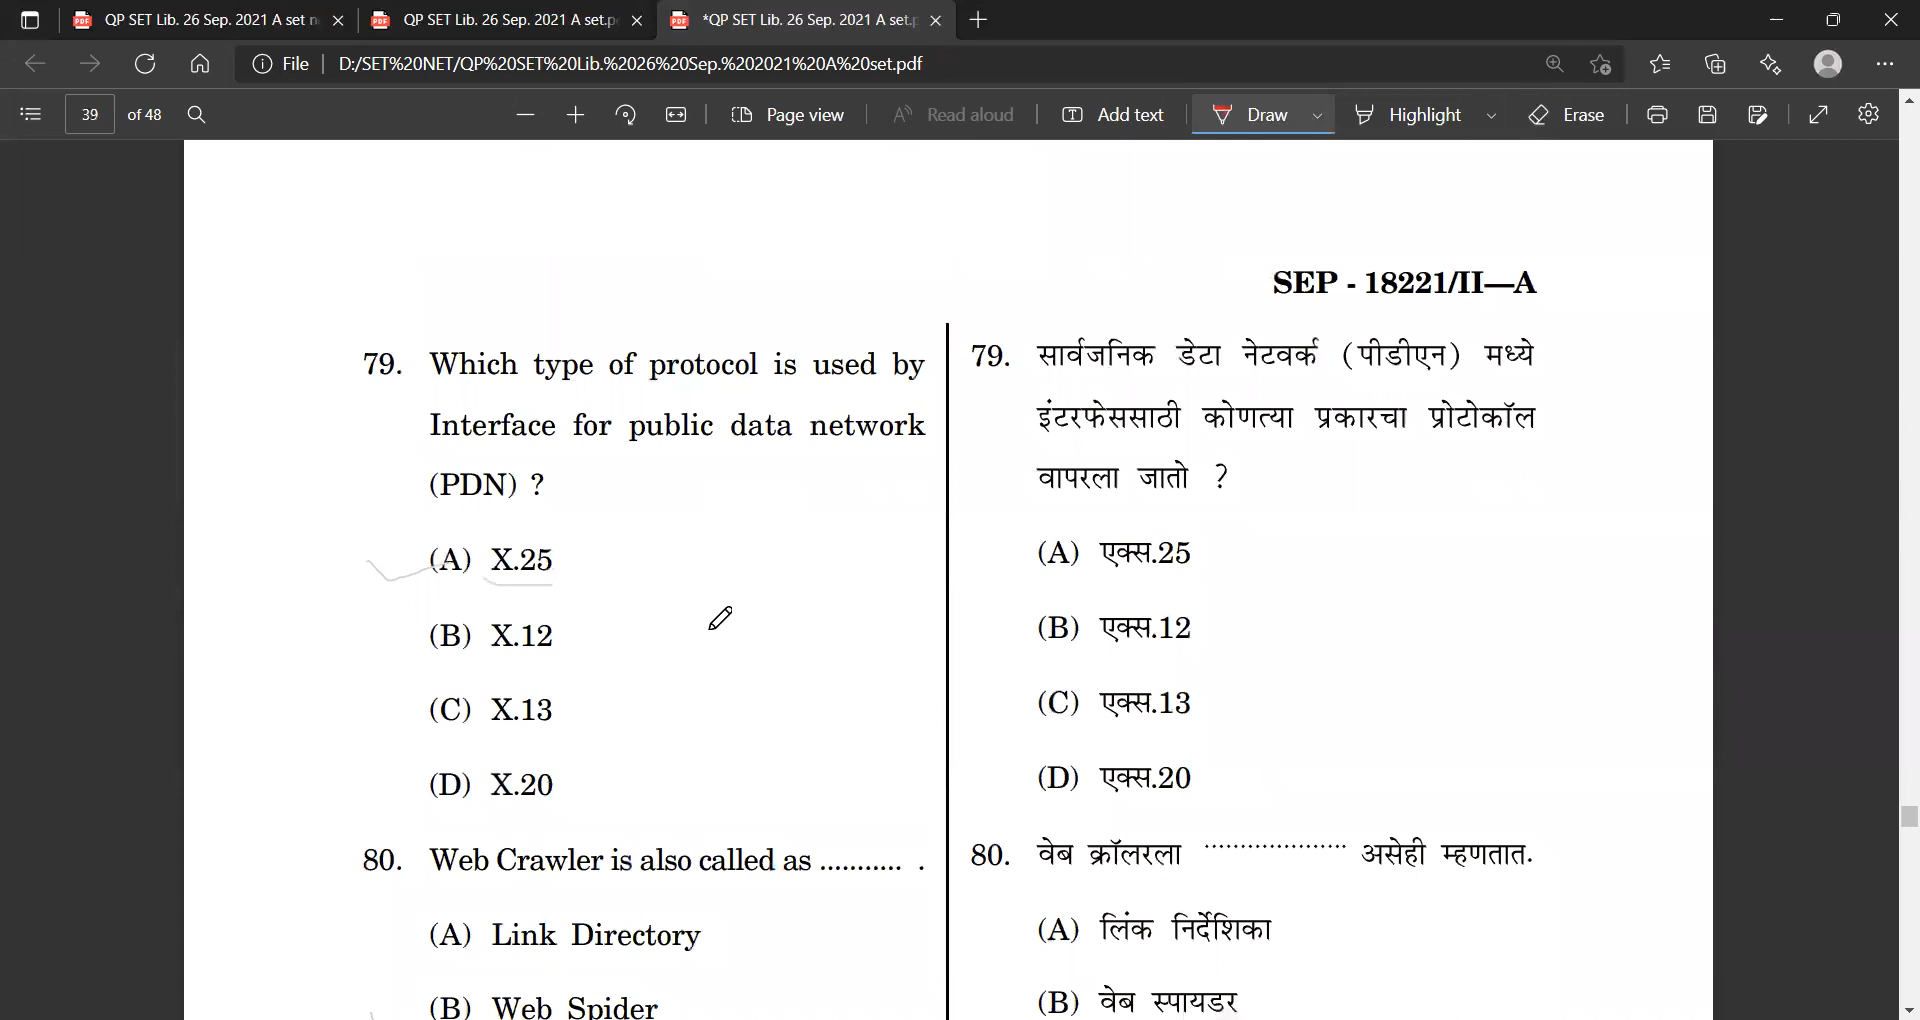 QP SET Lib. 26 Sep. 2021 A set
QP SET Lib. 26 Sep. 2021 A set.p
*QP SET Lib. 26 Sep. 2021 A set.p
File
D:/SET%20NET/QP%20SET%20Lib.%2026%20Sep.%202021%20A%20set.pdf
39 of 48
Page view
Read aloud
Add text
Draw
Highlight
Erase
SEP - 18221/II—A
79. Which type of protocol is used by
Interface for public data network
(PDN) ?
(A) X.25
(B) X.12
(C) X.13
(D) X.20
80. Web Crawler is also called as ........... .
(A) Link Directory
(B) Web Spider
79. सार्वजनिक डेटा नेटवर्क (पीडीएन) मध्ये
इंटरफेससाठी कोणत्या प्रकारचा प्रोटोकॉल
वापरला जातो ?
(A) एक्स.25
(B) एक्स.12
(C) एक्स.13
(D) एक्स.20
80. वेब क्रॉलरला ................... असेही म्हणतात.
(A) लिंक निर्देशिका
(B) वेब स्पायडर